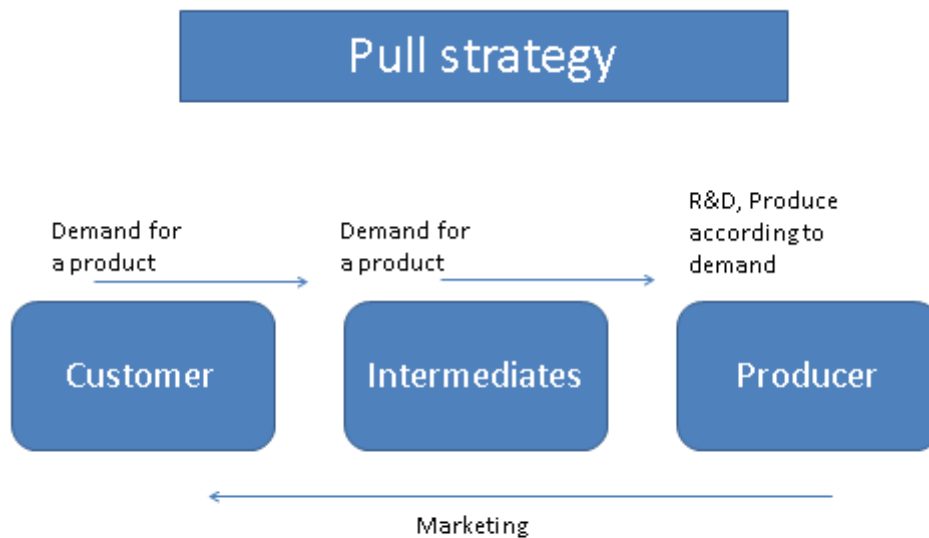 Pull strategy
Demand for
a product
Demand for
a product
R&D, Produce
according to
demand
Customer
Intermediates
Producer
Marketing